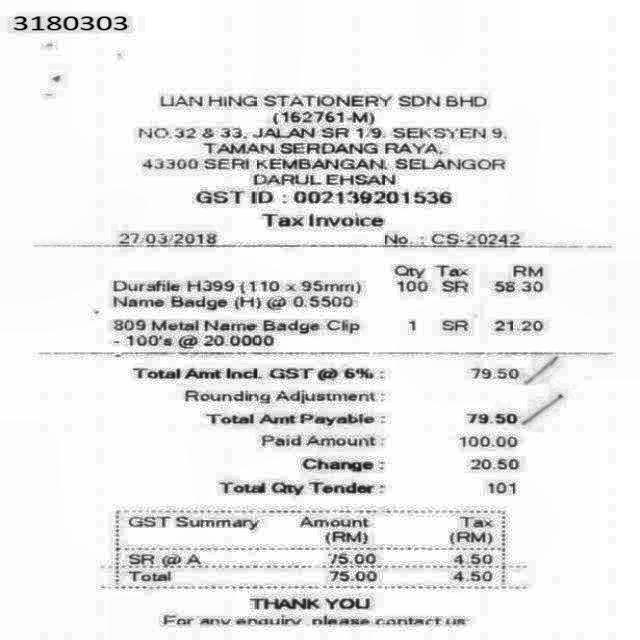 3180303
LIAN HING STATIONERY SDN BHD
(162761-M)
NO.32 & 33, JALAN SR 1/9, SEKSYEN 9,
TAMAN SERDANG RAYA,
43300 SERI KEMBANGAN, SELANGOR
DARUL EHSAN
GST ID : 002139201536
Tax Invoice
27/03/2018 No. : CS-20242
Qty Tax RM
Durafile H399 (110 x 95mm) 100 SR 58.30
Name Badge (H) @ 0.5500
809 Metal Name Badge Clip 1 SR 21.20
- 100's @ 20.0000
Total Amt Incl. GST @ 6% : 79.50
Rounding Adjustment :
Total Amt Payable : 79.50
Paid Amount : 100.00
Change : 20.50
Total Qty Tender : 101
GST Summary Amount Tax
(RM) (RM)
SR @ A 75.00 4.50
Total 75.00 4.50
THANK YOU
For any enquiry, please contact us: